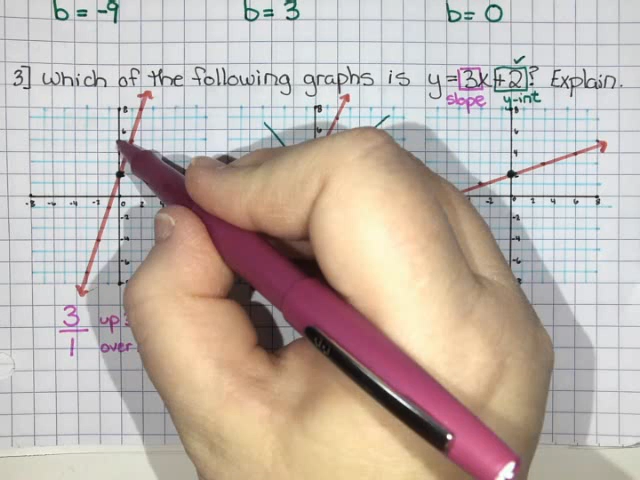 b = -9 b = 3 b = 0
3] Which of the following graphs is y = 3x + 2? Explain.
slope y-int
3/1 up
over